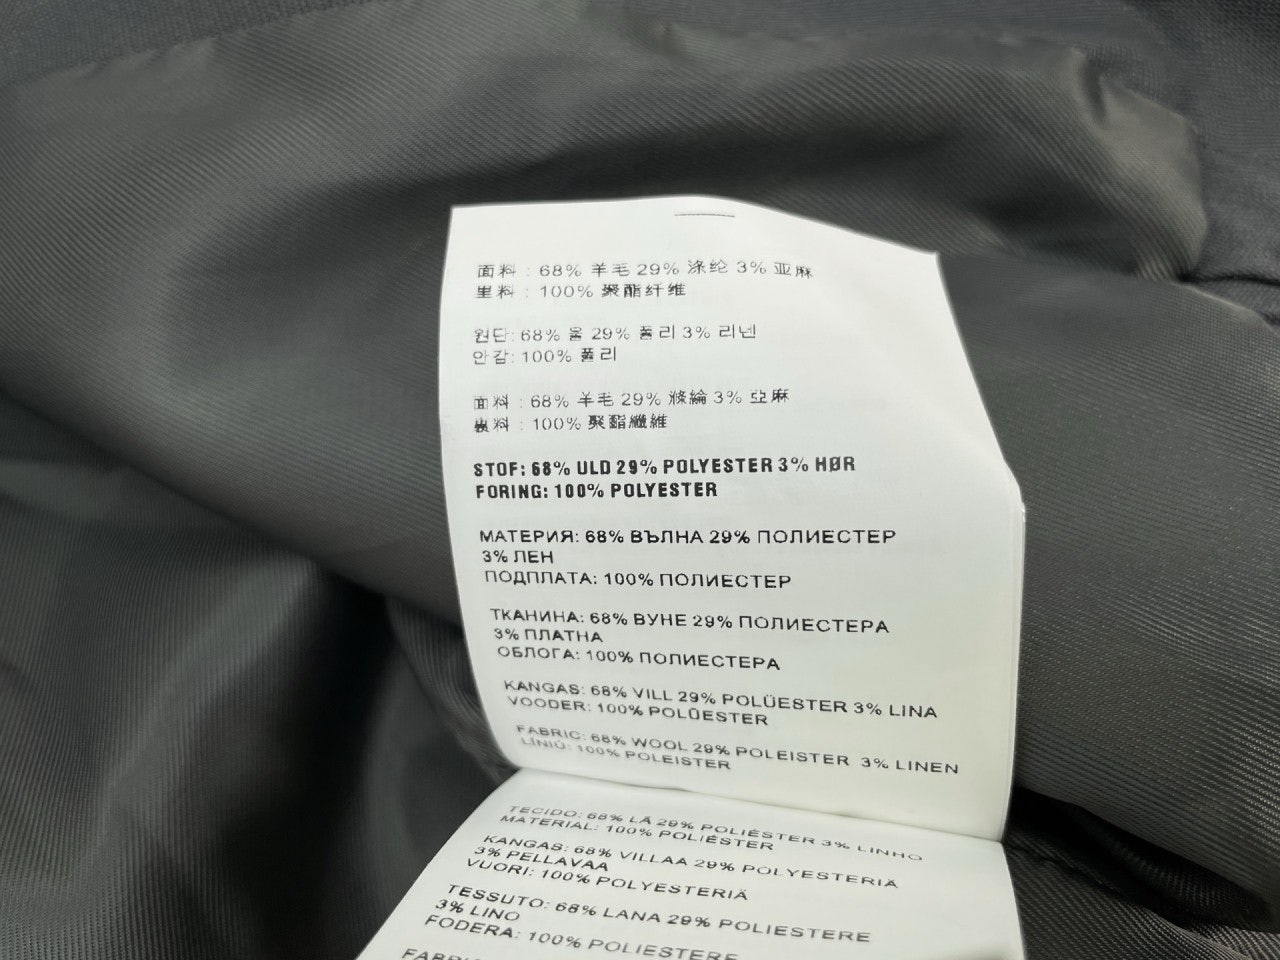 面料 : 68% 羊毛 29% 涤纶 3% 亚麻
里料 : 100% 聚酯纤维
원단: 68% 울 29% 폴리 3% 리넨
안감: 100% 폴리
面料 : 68% 羊毛 29% 滌綸 3% 亞麻
裏料 : 100% 聚酯纖維
STOF: 68% ULD 29% POLYESTER 3% HØR
FORING: 100% POLYESTER
МАТЕРИЯ: 68% ВЪЛНА 29% ПОЛИЕСТЕР
3% ЛЕН
ПОДПЛАТА: 100% ПОЛИЕСТЕР
ТКАНИНА: 68% ВУНЕ 29% ПОЛИЕСТЕРА
3% ПЛАТНА
ОБЛОГА: 100% ПОЛИЕСТЕРА
KANGAS: 68% VILL 29% POLÜESTER 3% LINA
VOODER: 100% POLÜESTER
FABRIC: 68% WOOL 29% POLEISTER 3% LINEN
LÍNIÚ: 100% POLEISTER
TECIDO: 68% LÃ 29% POLIÉSTER 3% LINHO
MATERIAL: 100% POLIÉSTER
KANGAS: 68% VILLAA 29% POLYESTERIÄ
3% PELLAVAA
VUORI: 100% POLYESTERIÄ
TESSUTO: 68% LANA 29% POLIESTERE
3% LINO
FODERA: 100% POLIESTERE